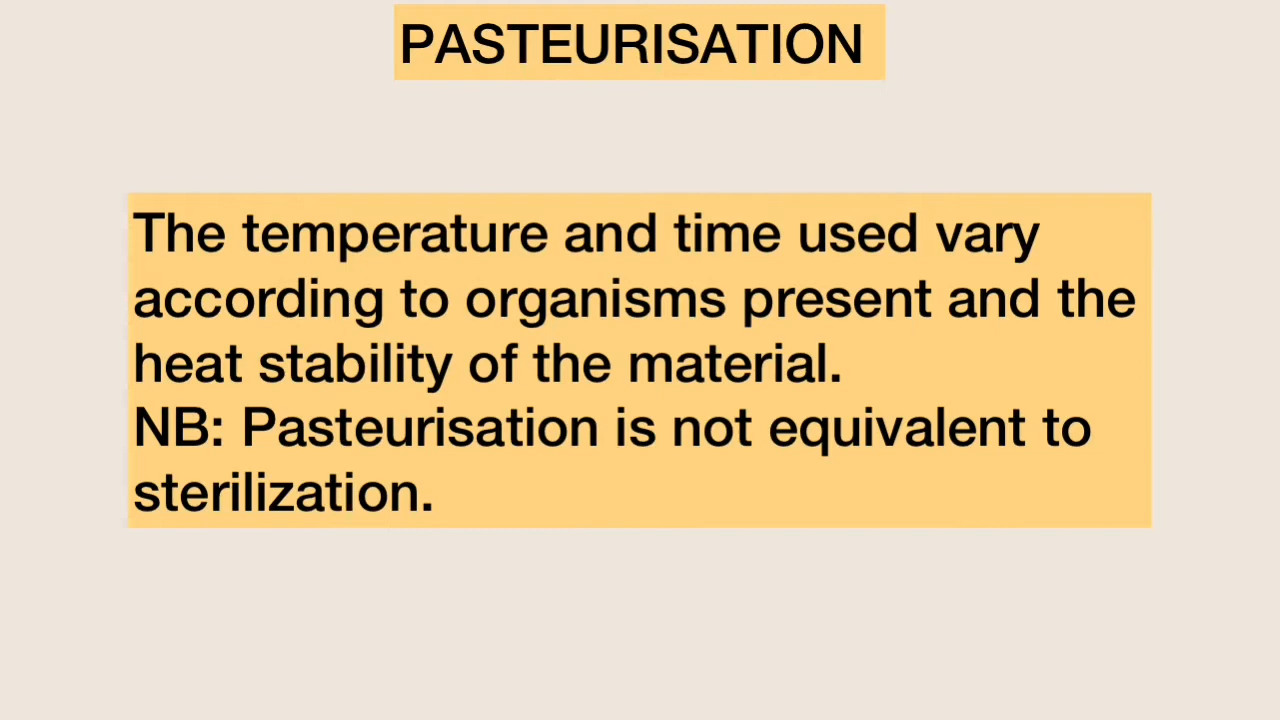 PASTEURISATION
The temperature and time used vary
according to organisms present and the
heat stability of the material.
NB: Pasteurisation is not equivalent to
sterilization.